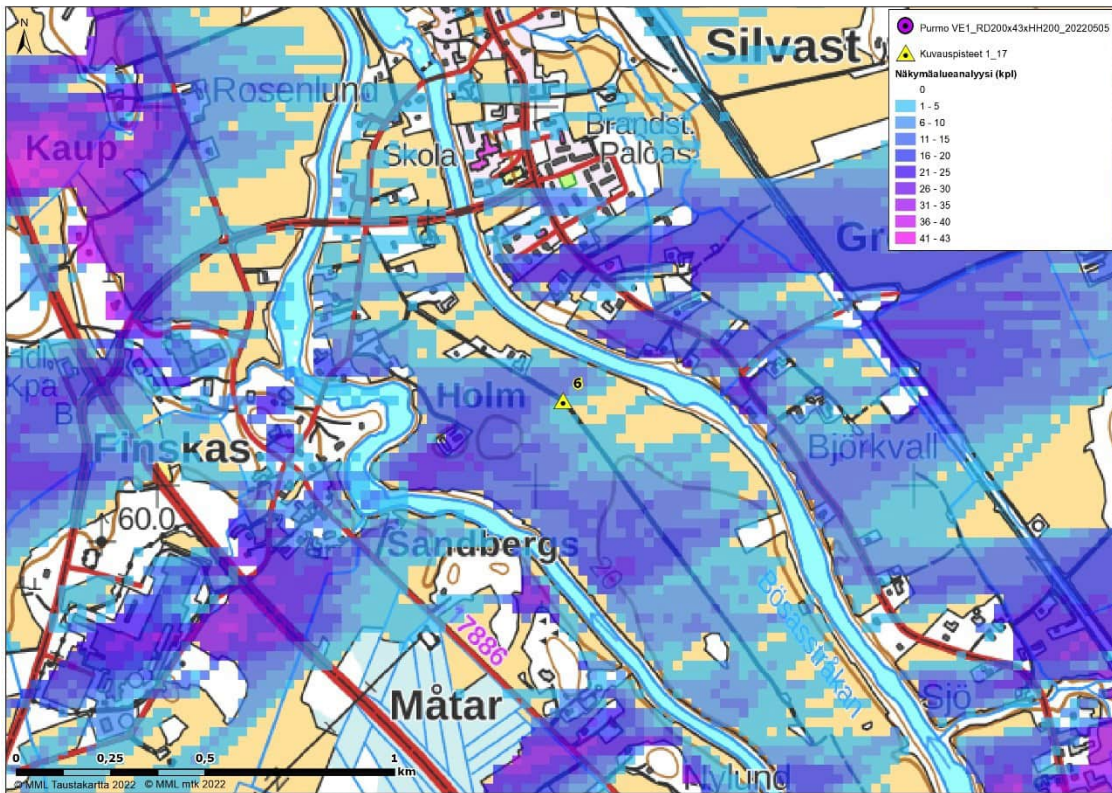 N
Silvast
Purmo VE1_RD200x43xHH200_20220505
Kuvauspisteet 1_17
Näkymäalueanalyysi (kpl)
0
1 - 5
6 - 10
11 - 15
16 - 20
21 - 25
26 - 30
31 - 35
36 - 40
41 - 43
Rosenlund
Kaup
Skola
Brandst.
Gr
6
Holm
Hdl.
Kpa
B
Finskas
Björkvall
60.0
Sandbergs
20
Bösasstråkan
17886
Måtar
Sjö
Nylund
0 0,25 0,5 1
km
© MML Taustakartta 2022 © MML mtk 2022